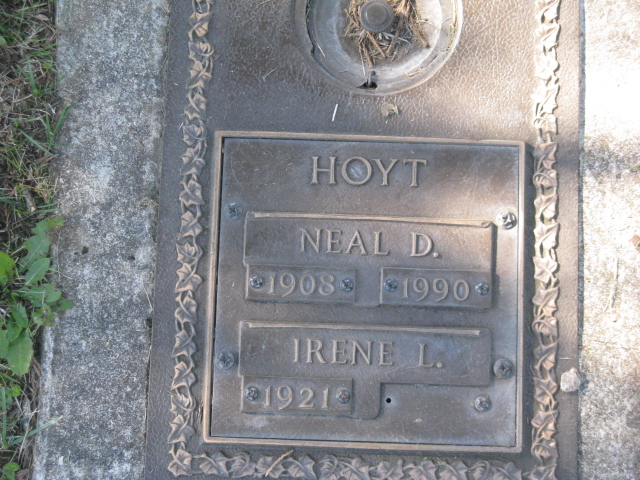 HOYT
NEAL D.
1908 1990
IRENE L.
1921